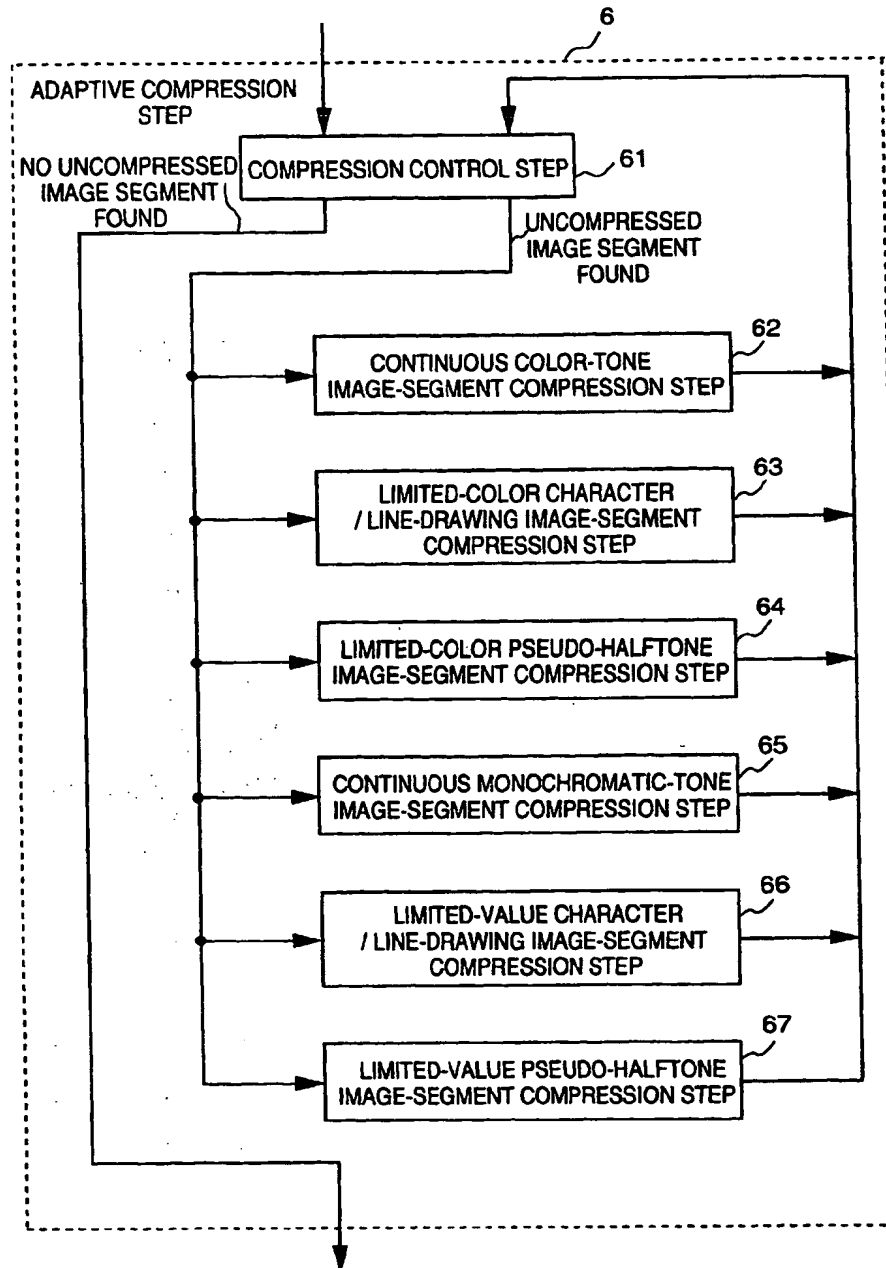 6
ADAPTIVE COMPRESSION
STEP
COMPRESSION CONTROL STEP
61
NO UNCOMPRESSED
IMAGE SEGMENT
FOUND
UNCOMPRESSED
IMAGE SEGMENT
FOUND
62
CONTINUOUS COLOR-TONE
IMAGE-SEGMENT COMPRESSION STEP
63
LIMITED-COLOR CHARACTER
/ LINE-DRAWING IMAGE-SEGMENT
COMPRESSION STEP
64
LIMITED-COLOR PSEUDO-HALFTONE
IMAGE-SEGMENT COMPRESSION STEP
65
CONTINUOUS MONOCHROMATIC-TONE
IMAGE-SEGMENT COMPRESSION STEP
66
LIMITED-VALUE CHARACTER
/ LINE-DRAWING IMAGE-SEGMENT
COMPRESSION STEP
67
LIMITED-VALUE PSEUDO-HALFTONE
IMAGE-SEGMENT COMPRESSION STEP